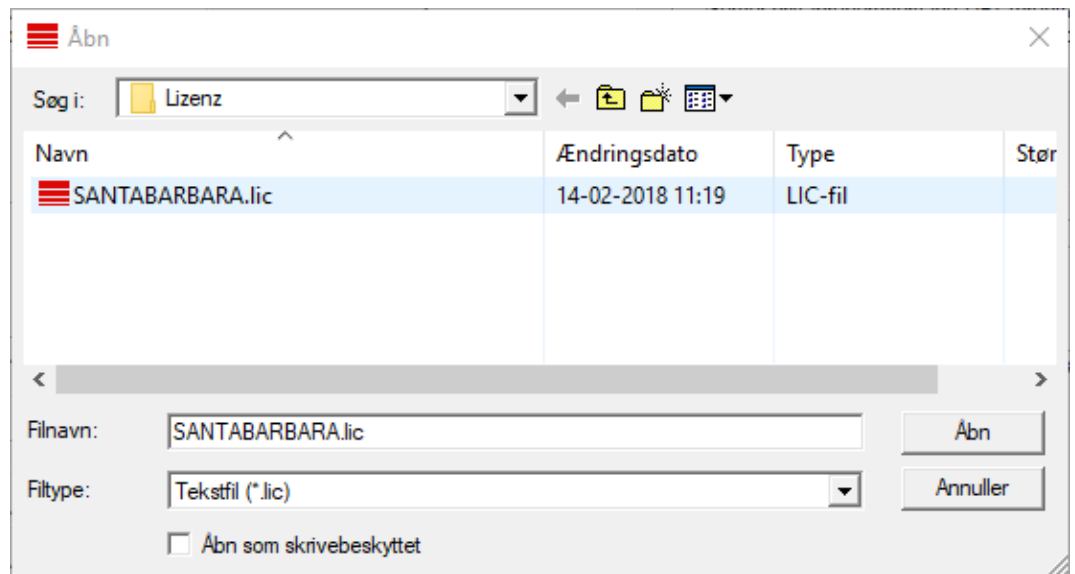 Åbn
Søg i: Lizenz
Navn Ændringsdato Type Stør
SANTABARBARA.lic 14-02-2018 11:19 LIC-fil
Filnavn: SANTABARBARA.lic Åbn
Filtype: Tekstfil (*.lic) Annuller
Åbn som skrivebeskyttet